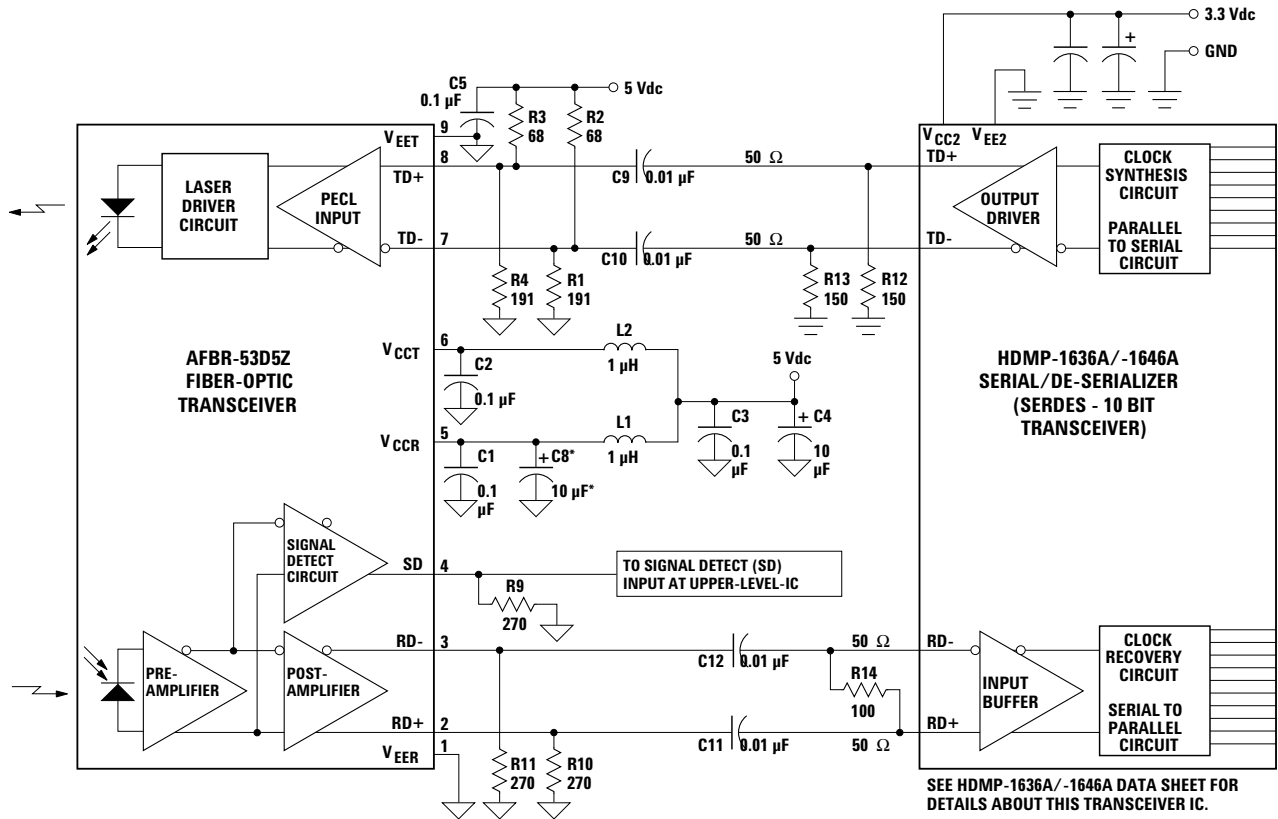 3.3 Vdc
GND
C5
0.1 µF
5 Vdc
R3
68
R2
68
9
VEET
VCC2
VEE2
8
TD+
C9
0.01 µF
50 Ω
TD+
LASER
DRIVER
CIRCUIT
PECL
INPUT
OUTPUT
DRIVER
CLOCK
SYNTHESIS
CIRCUIT
PARALLEL
TO SERIAL
CIRCUIT
TD-
7
C10
0.01 µF
50 Ω
TD-
R4
191
R1
191
R13
150
R12
150
AFBR-53D5Z
FIBER-OPTIC
TRANSCEIVER
VCCT
6
L2
1 µH
C2
0.1 µF
5 Vdc
HDMP-1636A/-1646A
SERIAL/DE-SERIALIZER
(SERDES - 10 BIT
TRANSCEIVER)
VCCR
5
L1
1 µH
C1
0.1
µF
+
C8*
10 µF*
C3
0.1
µF
+
C4
10
µF
SIGNAL
DETECT
CIRCUIT
SD
4
TO SIGNAL DETECT (SD)
INPUT AT UPPER-LEVEL-IC
R9
270
RD-
3
C12
0.01 µF
50 Ω
RD-
PRE-
AMPLIFIER
POST-
AMPLIFIER
R14
100
INPUT
BUFFER
CLOCK
RECOVERY
CIRCUIT
SERIAL TO
PARALLEL
CIRCUIT
RD+
2
C11
0.01 µF
50 Ω
RD+
VEER
1
R11
270
R10
270
SEE HDMP-1636A/-1646A DATA SHEET FOR
DETAILS ABOUT THIS TRANSCEIVER IC.
+